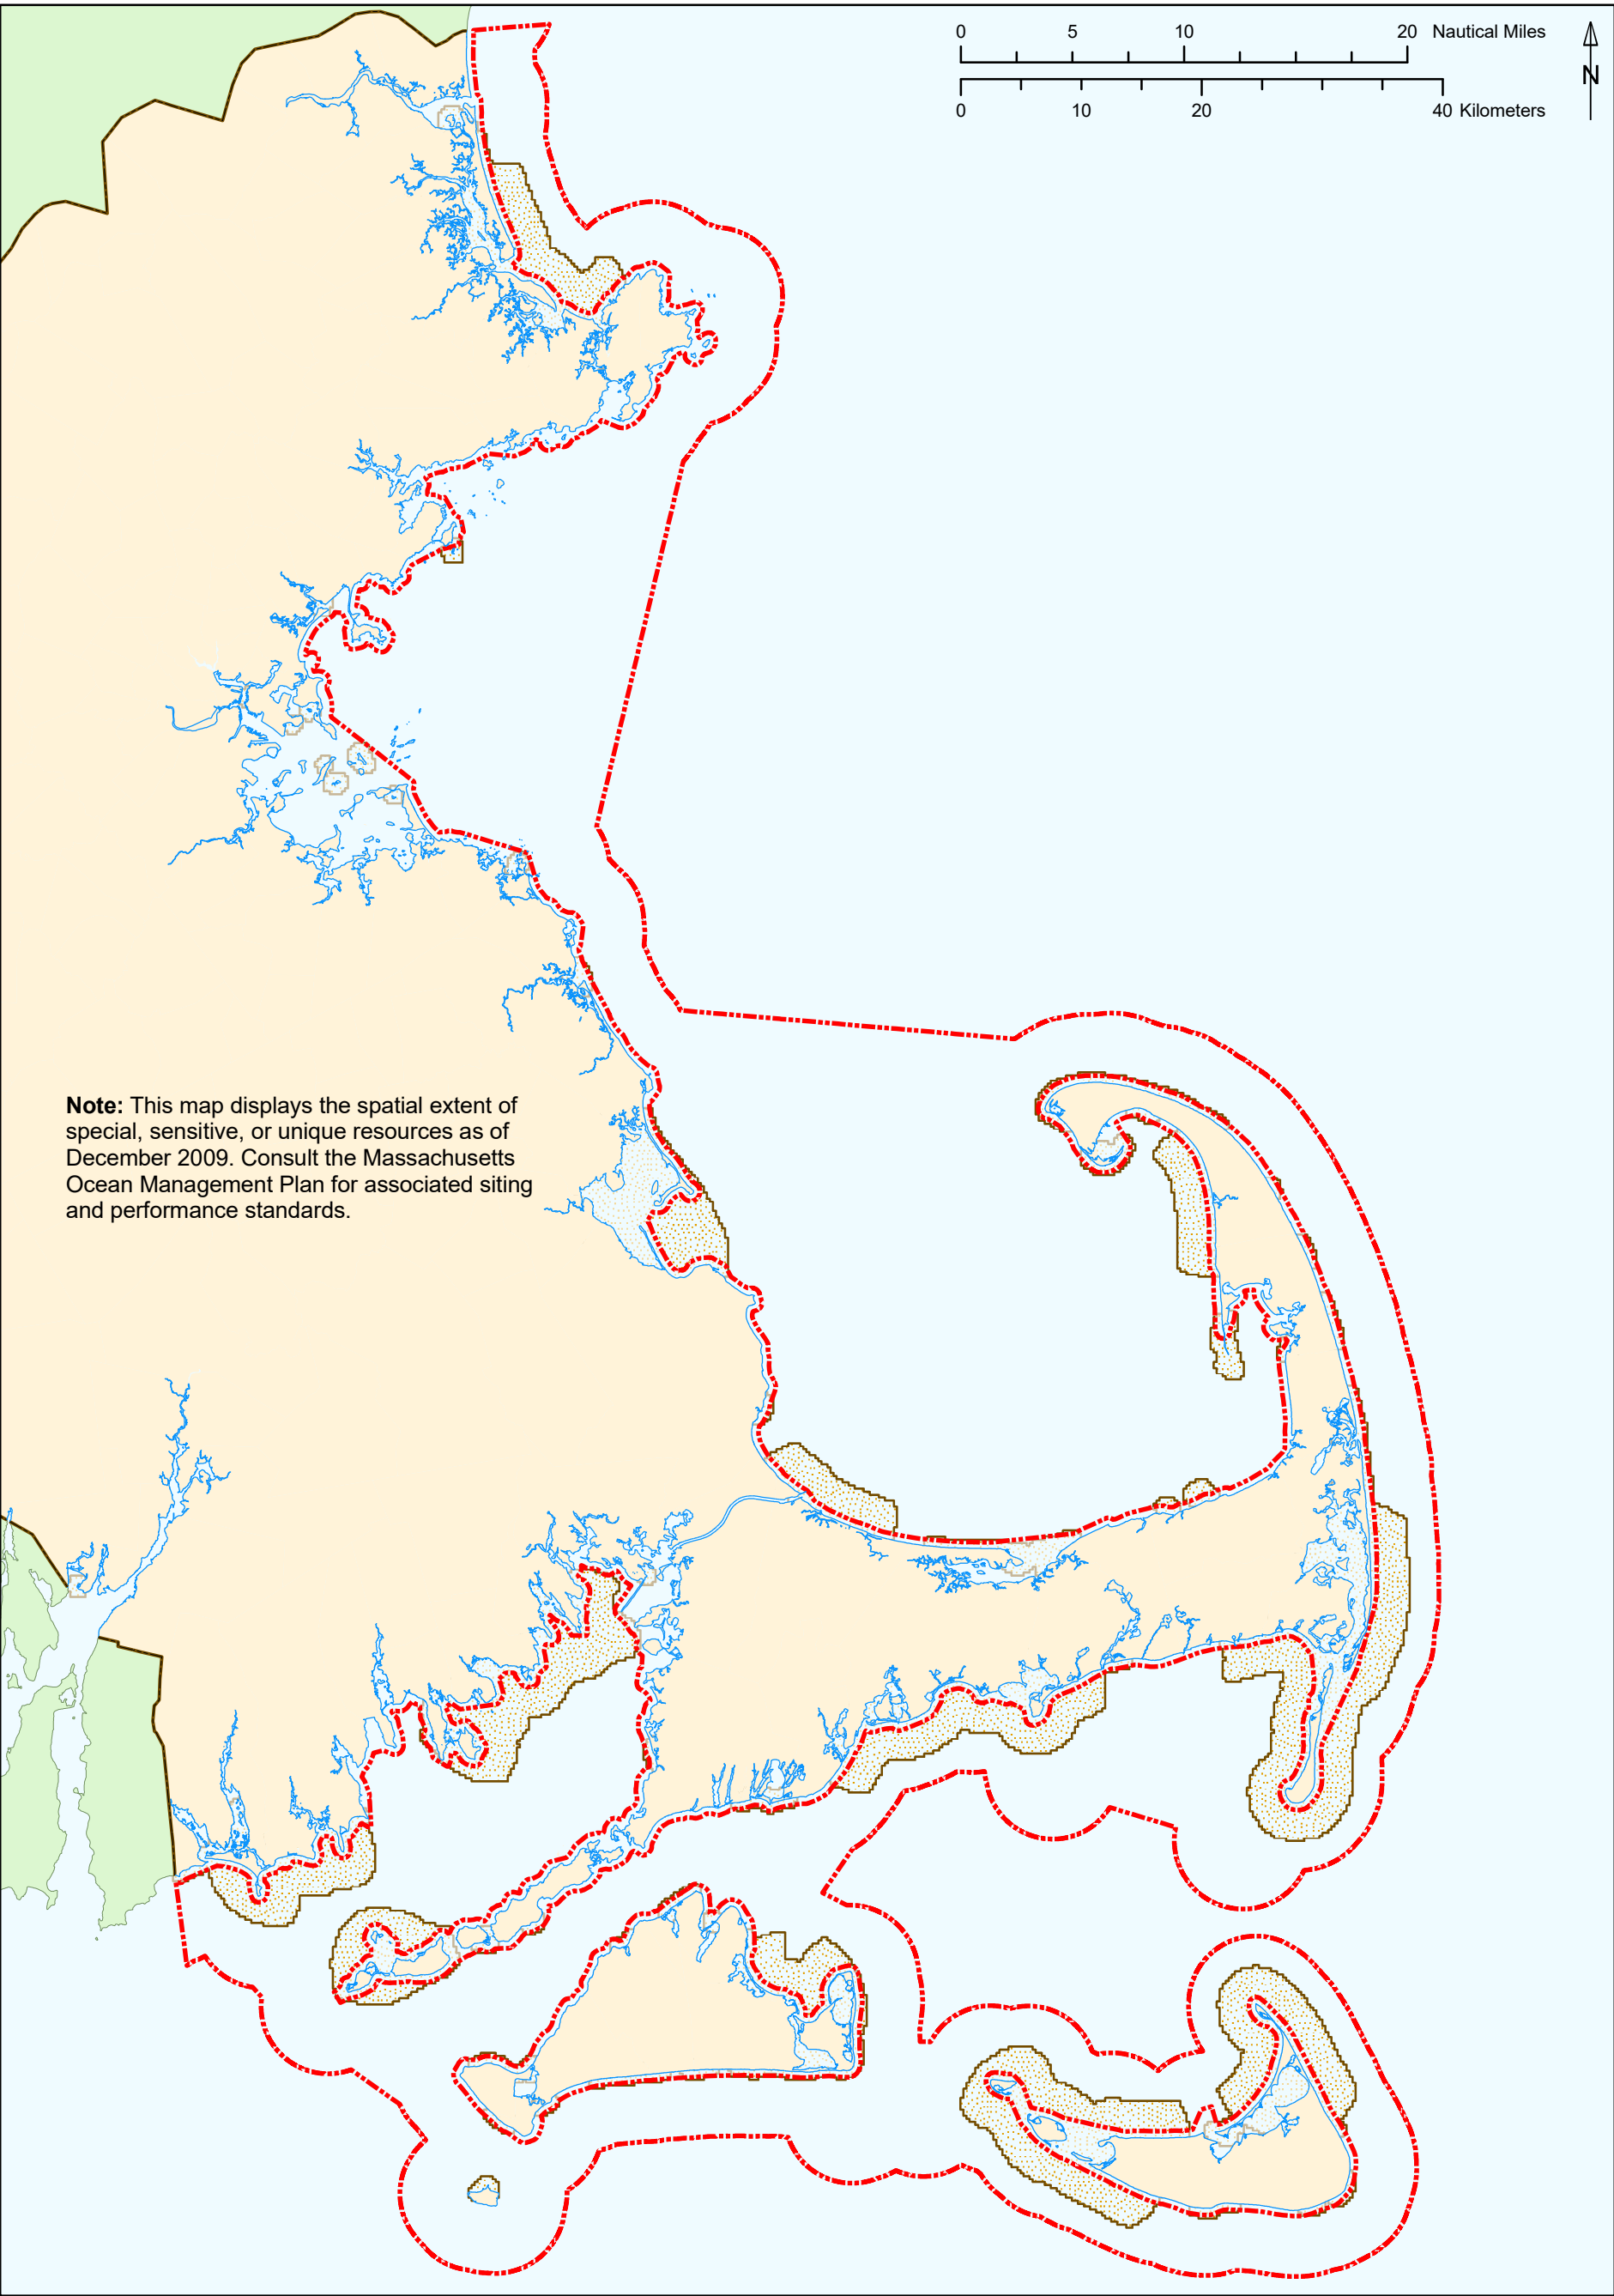 0 5 10 20 Nautical Miles
0 10 20 40 Kilometers
N
Note: This map displays the spatial extent of
special, sensitive, or unique resources as of
December 2009. Consult the Massachusetts
Ocean Management Plan for associated siting
and performance standards.